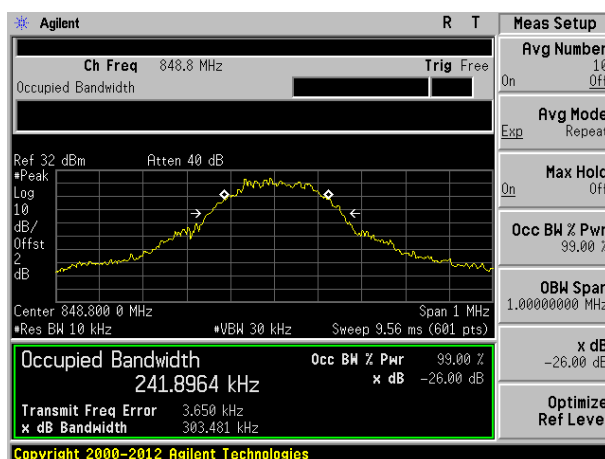 Agilent R T
Ch Freq 848.8 MHz Trig Free
Occupied Bandwidth
Ref 32 dBm Atten 40 dB
#Peak
Log
10
dB/
Offst
2
dB
Center 848.800 0 MHz Span 1 MHz
#Res BW 10 kHz #VBW 30 kHz Sweep 9.56 ms (601 pts)
Occupied Bandwidth Occ BW % Pwr 99.00 %
241.8964 kHz x dB -26.00 dB
Transmit Freq Error 3.650 kHz
x dB Bandwidth 303.481 kHz
Copyright 2000-2012 Agilent Technologies
Meas Setup
Avg Number
10
On Off
Avg Mode
Exp Repeat
Max Hold
On Off
Occ BW % Pwr
99.00 %
OBW Span
1.00000000 MHz
x dB
-26.00 dB
Optimize
Ref Level